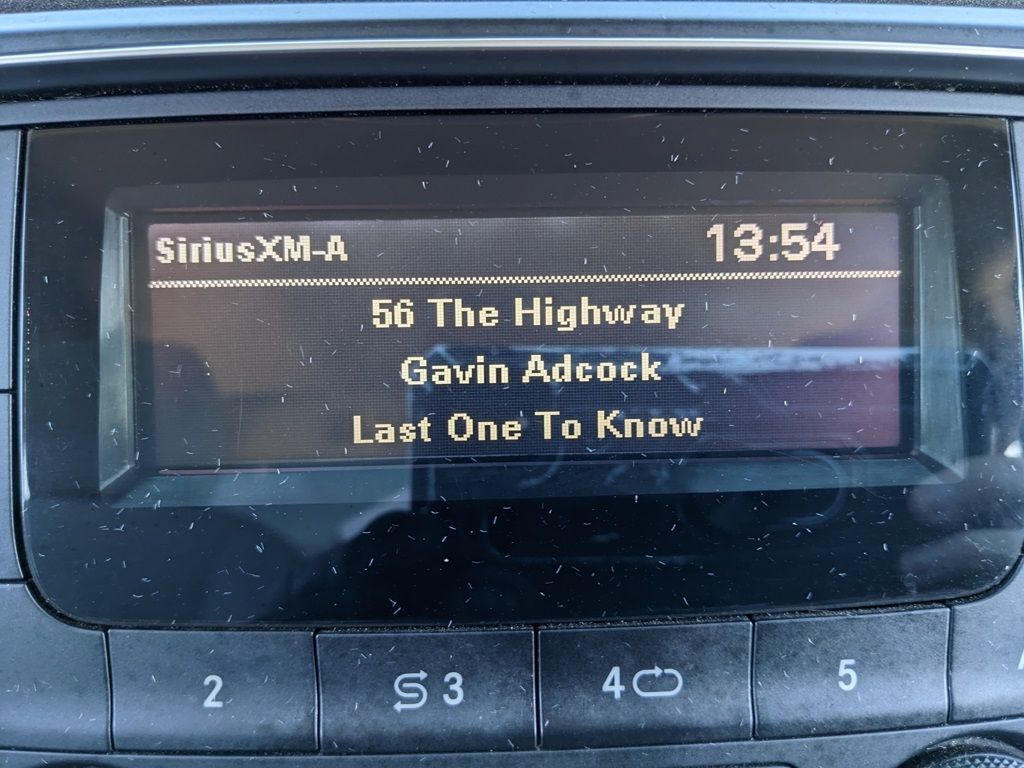 SiriusXM-A 13:54
56 The Highway
Gavin Adcock
Last One To Know
2 3 4 5